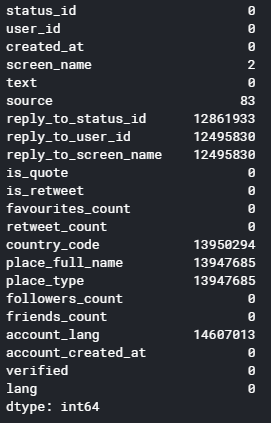 status_id 0
user_id 0
created_at 0
screen_name 2
text 0
source 83
reply_to_status_id 12861933
reply_to_user_id 12495830
reply_to_screen_name 12495830
is_quote 0
is_retweet 0
favourites_count 0
retweet_count 0
country_code 13950294
place_full_name 13947685
place_type 13947685
followers_count 0
friends_count 0
account_lang 14607013
account_created_at 0
verified 0
lang 0
dtype: int64